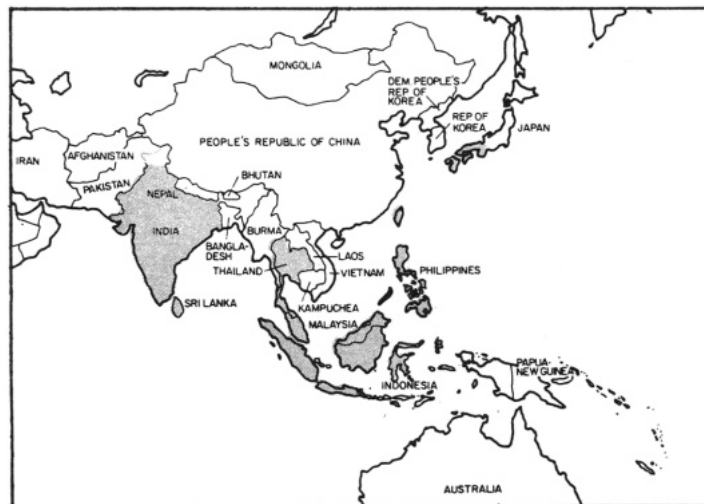 MONGOLIA
DEM. PEOPLE'S
REP OF
KOREA
REP OF
KOREA
JAPAN
PEOPLE'S REPUBLIC OF CHINA
IRAN
AFGHANISTAN
PAKISTAN
NEPAL
BHUTAN
INDIA
BANGLA-
DESH
BURMA
LAOS
THAILAND
VIETNAM
PHILIPPINES
SRI LANKA
KAMPUCHEA
MALAYSIA
INDONESIA
PAPUA-
NEW GUINEA
AUSTRALIA